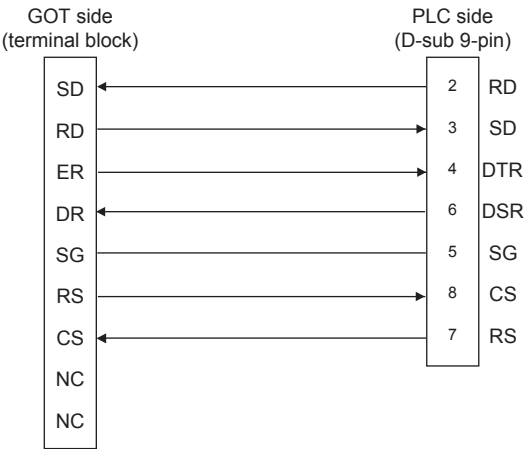 GOT side
(terminal block)
PLC side
(D-sub 9-pin)
SD 2 RD
RD 3 SD
ER 4 DTR
DR 6 DSR
SG 5 SG
RS 8 CS
CS 7 RS
NC
NC